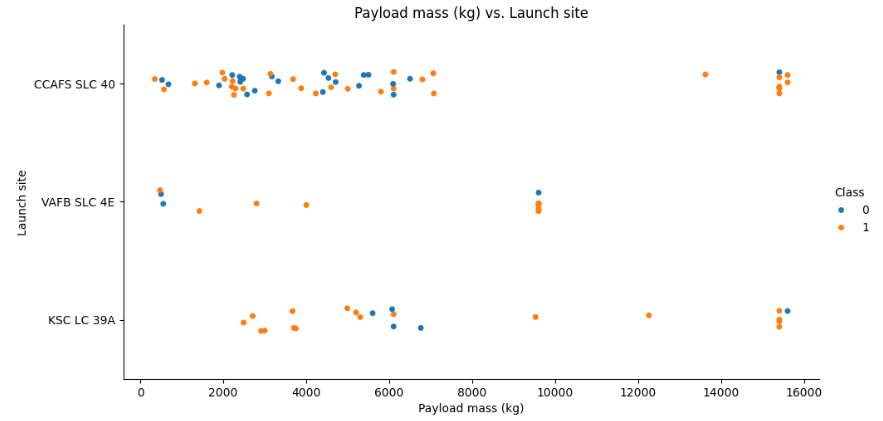 Payload mass (kg) vs. Launch site
CCAFS SLC 40
VAFB SLC 4E
KSC LC 39A
Launch site
0 2000 4000 6000 8000 10000 12000 14000 16000
Payload mass (kg)
Class
0
1